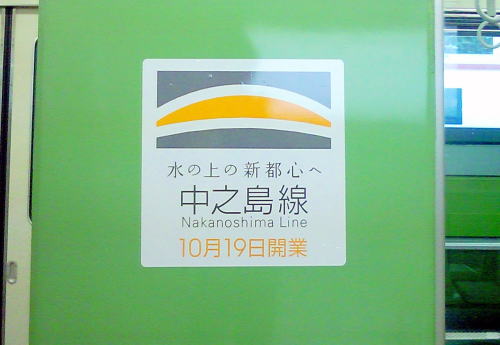 水の上の新都心へ
中之島線
Nakanoshima Line
10月19日開業